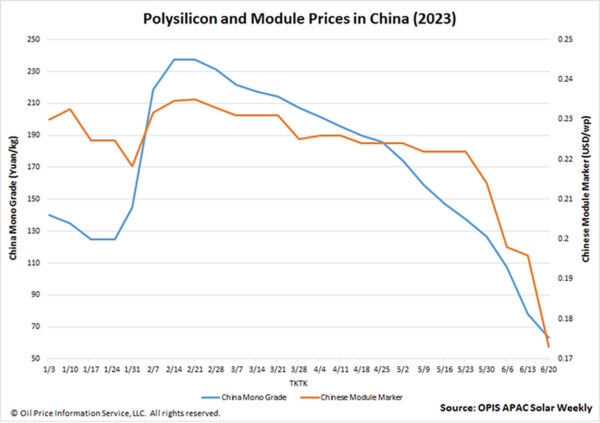 Polysilicon and Module Prices in China (2023)
China Mono Grade (Yuan/kg)
250
230
210
190
170
150
130
110
90
70
50
0.25
0.24
0.23
0.22
0.21
0.2
0.19
0.18
0.17
Chinese Module Marker (USD/wp)
1/3 1/10 1/17 1/24 1/31 2/7 2/14 2/21 2/28 3/7 3/14 3/21 3/28 4/4 4/11 4/18 4/25 5/2 5/9 5/16 5/23 5/30 6/6 6/13 6/20
TKTK
China Mono Grade Chinese Module Marker
© Oil Price Information Service, LLC. All rights reserved. Source: OPIS APAC Solar Weekly